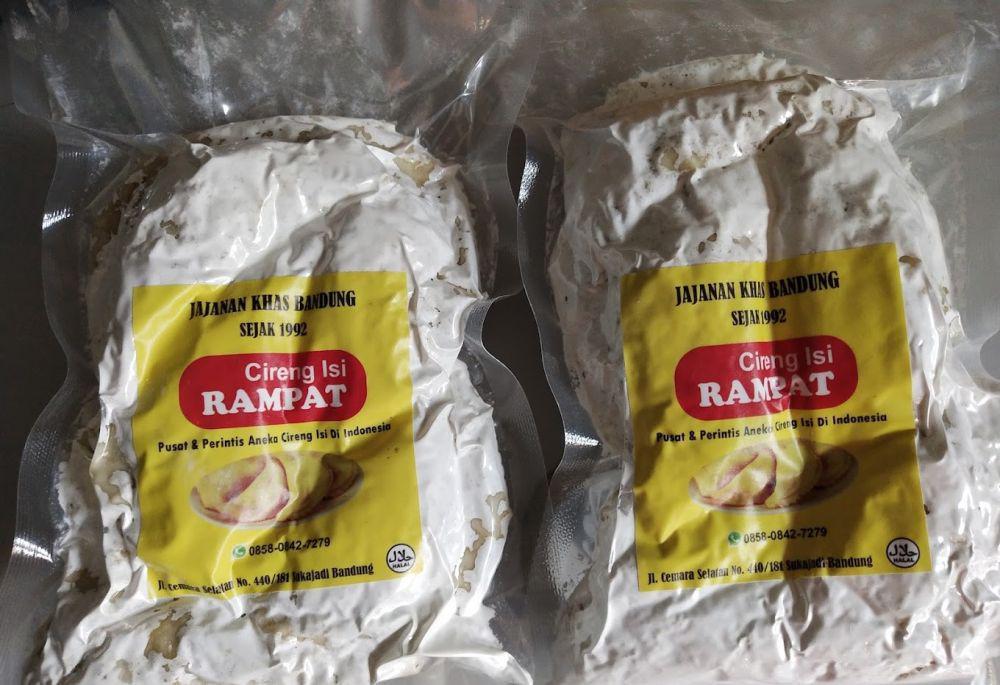 JAJANAN KHAS BANDUNG
SEJAK 1992
Cireng Isi
RAMPAT
Pusat & Perintis Aneka Cireng Isi Di Indonesia
0858-0842-7279
حلال
HALAL
Jl. Cemara Selatan No. 440/181 Sukajadi Bandung
JAJANAN KHAS BANDUNG
SEJAK 1992
Cireng Isi
RAMPAT
Pusat & Perintis Aneka Cireng Isi Di Indonesia
0858-0842-7279
حلال
HALAL
Jl. Cemara Selatan No. 440/181 Sukajadi Bandung